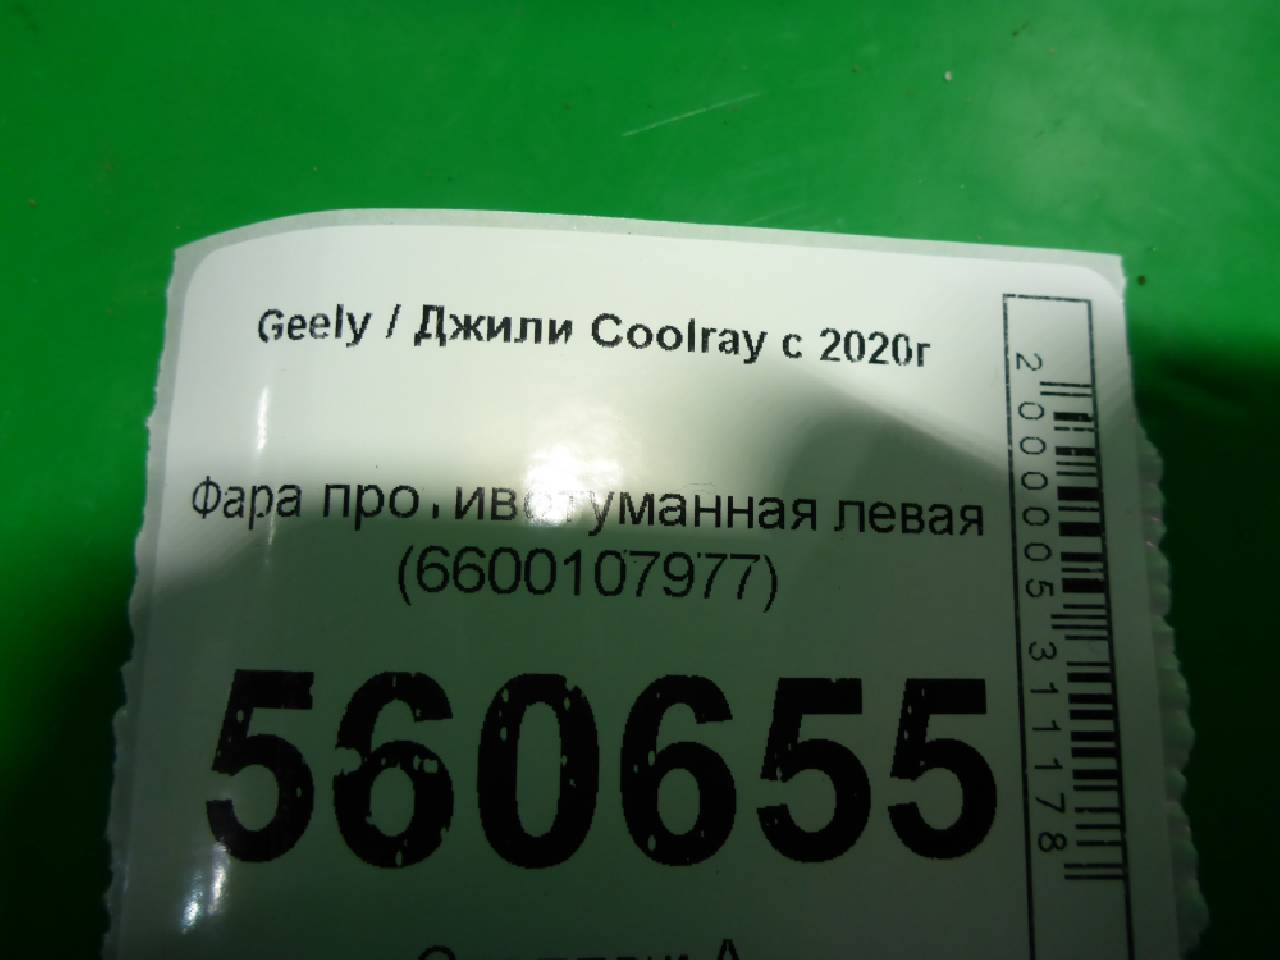 Geely / Джили Coolray с 2020г
Фара противотуманная левая
(6600107977)
560655
2000005311178